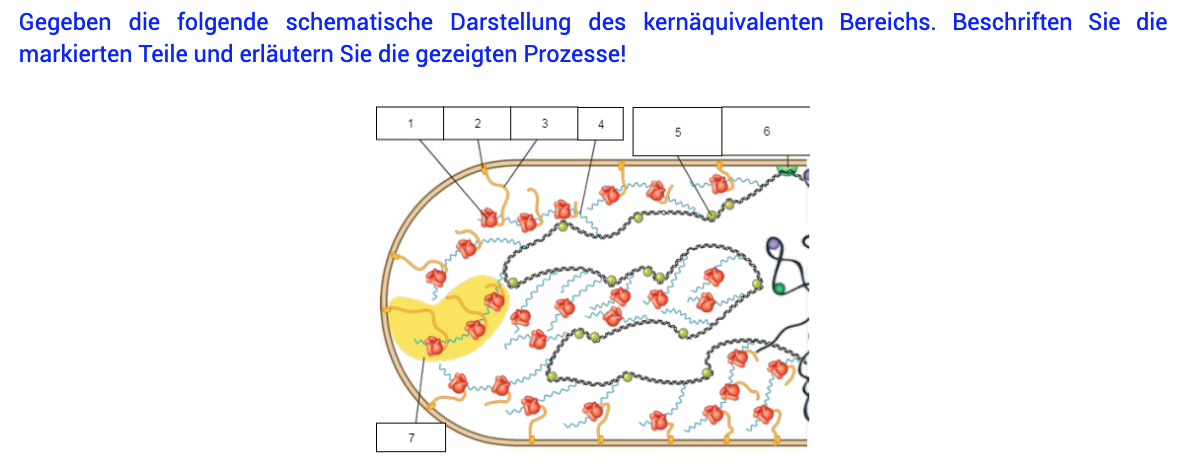 Gegeben die folgende schematische Darstellung des kernäquivalenten Bereichs. Beschriften Sie die
markierten Teile und erläutern Sie die gezeigten Prozesse!
1 2 3 4 5 6
7